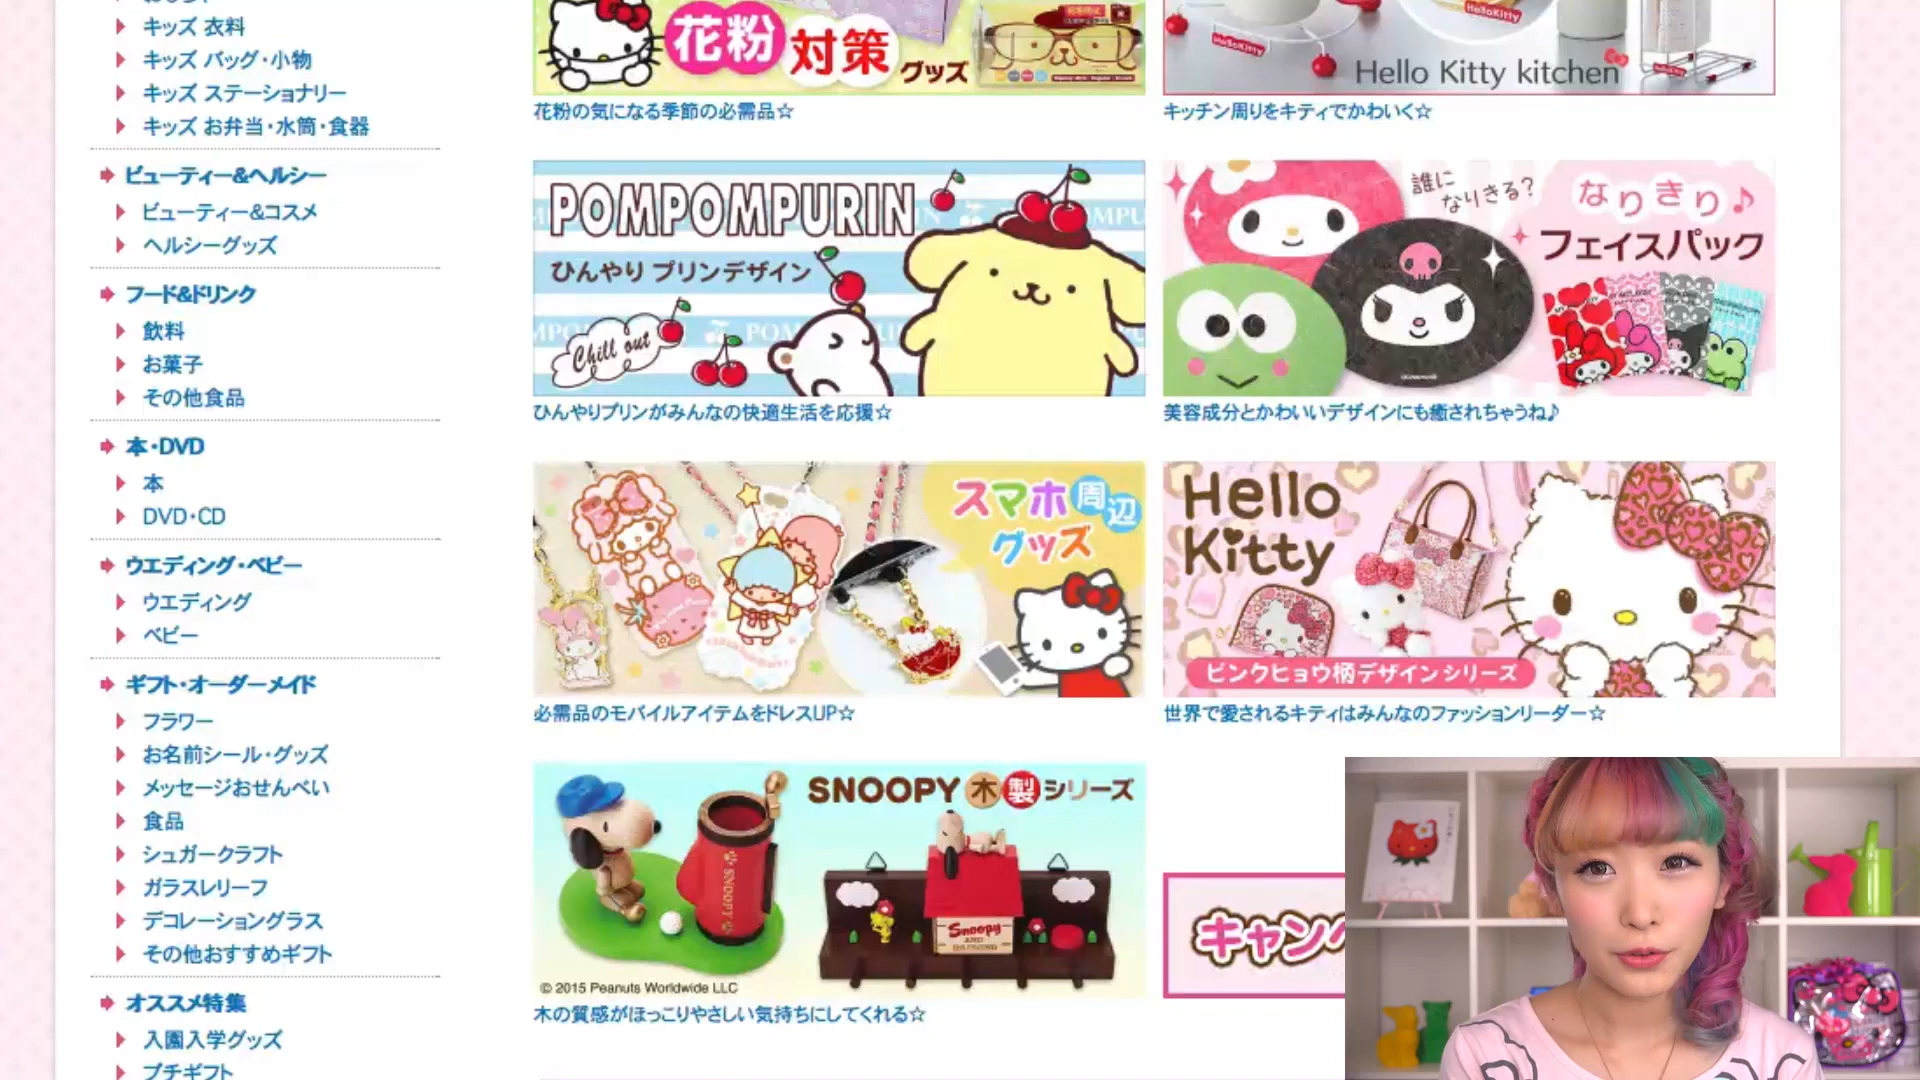 キッズ 衣料
キッズ バッグ・小物
キッズ ステーショナリー
キッズ お弁当・水筒・食器
ビューティー&ヘルシー
ビューティー&コスメ
ヘルシーグッズ
フード&ドリンク
飲料
お菓子
その他食品
本・DVD
本
DVD・CD
ウエディング・ベビー
ウエディング
ベビー
ギフト・オーダーメイド
フラワー
お名前シール・グッズ
メッセージおせんべい
食品
シュガークラフト
ガラスレリーフ
デコレーショングラス
その他おすすめギフト
オススメ特集
入園入学グッズ
プチギフト
花粉対策グッズ
花粉の気になる季節の必需品☆
HelloKitty
HelloKitty
Hello Kitty kitchen
キッチン周りをキティでかわいく☆
POMPOMPURIN
ひんやり プリンデザイン
Chill out
ひんやりプリンがみんなの快適生活を応援☆
誰に
なりきる?
なりきり♪
フェイスパック
美容成分とかわいいデザインにも癒されちゃうね♪
スマホ周辺
グッズ
必需品のモバイルアイテムをドレスUP☆
Hello
Kitty
ピンクヒョウ柄デザインシリーズ
世界で愛されるキティはみんなのファッションリーダー☆
SNOOPY木製シリーズ
SNOOPY
Snoopy
© 2015 Peanuts Worldwide LLC
木の質感がほっこりやさしい気持ちにしてくれる☆
キャンペ